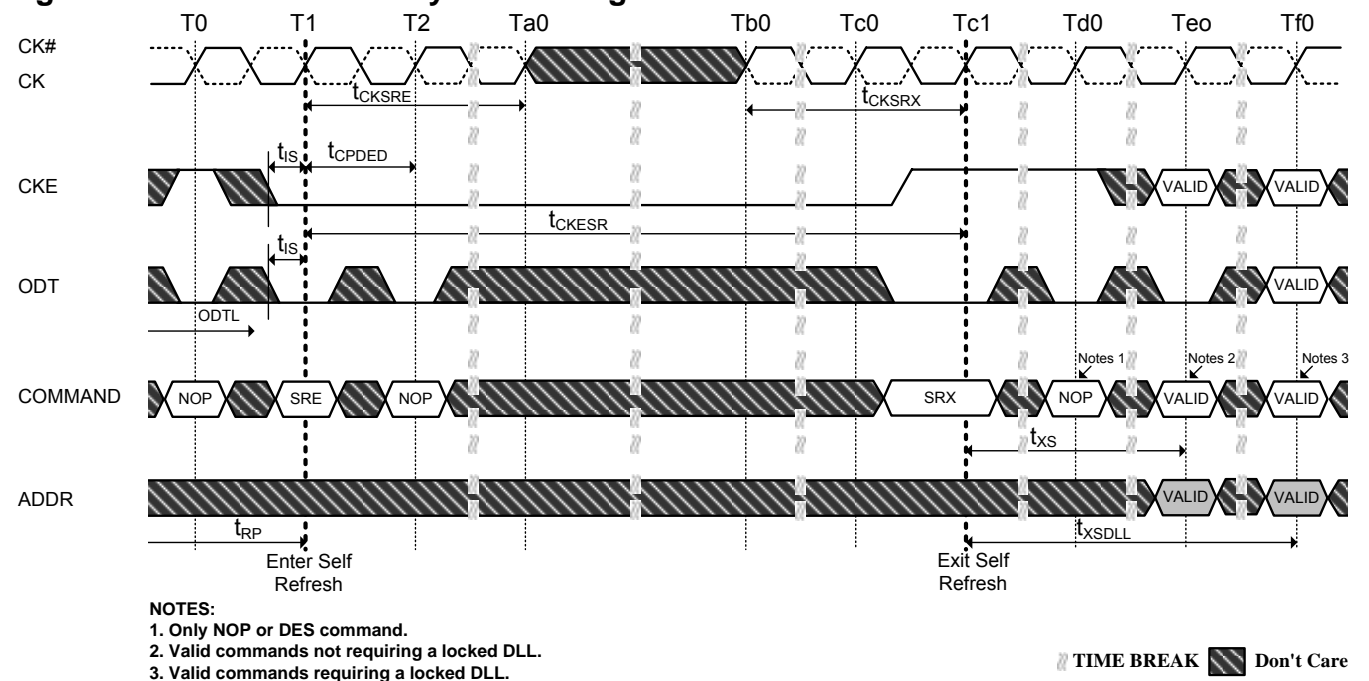 T0 T1 T2 Ta0 Tb0 Tc0 Tc1 Td0 Teo Tf0
CK#
CK
tCKSRE tCKSRX
tIS tCPDED
CKE VALID VALID
tCKESR
tIS
ODT VALID
ODTL
Notes 1 Notes 2 Notes 3
COMMAND NOP SRE NOP SRX NOP VALID VALID
tXS
ADDR VALID VALID
tRP tXSDLL
Enter Self
Refresh
Exit Self
Refresh
NOTES:
1. Only NOP or DES command.
2. Valid commands not requiring a locked DLL.
3. Valid commands requiring a locked DLL.
TIME BREAK Don't Care